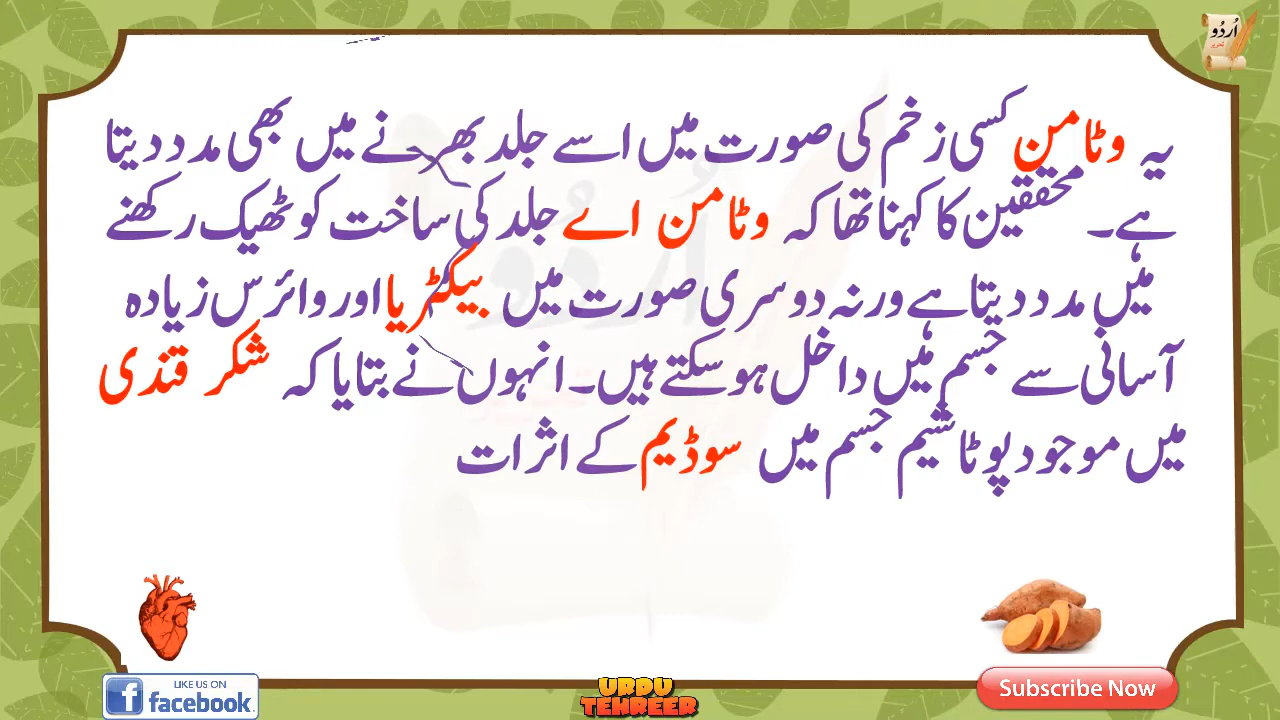 اُردُو
تحریر
یہ وٹامن کسی زخم کی صورت میں اسے جلد بھرنے میں بھی مدد دیتا
ہے۔ محققین کا کہنا تھا کہ وٹامن اے جلد کی ساخت کو ٹھیک رکھنے
میں مدد دیتا ہے ورنہ دوسری صورت میں بیکٹریا اور وائرس زیادہ
آسانی سے جسم میں داخل ہو سکتے ہیں۔ انہوں نے بتایا کہ شکر قندی
میں موجود پوٹاشیم جسم میں سوڈیم کے اثرات
LIKE US ON
facebook.
URDU
TEHREER
Subscribe Now